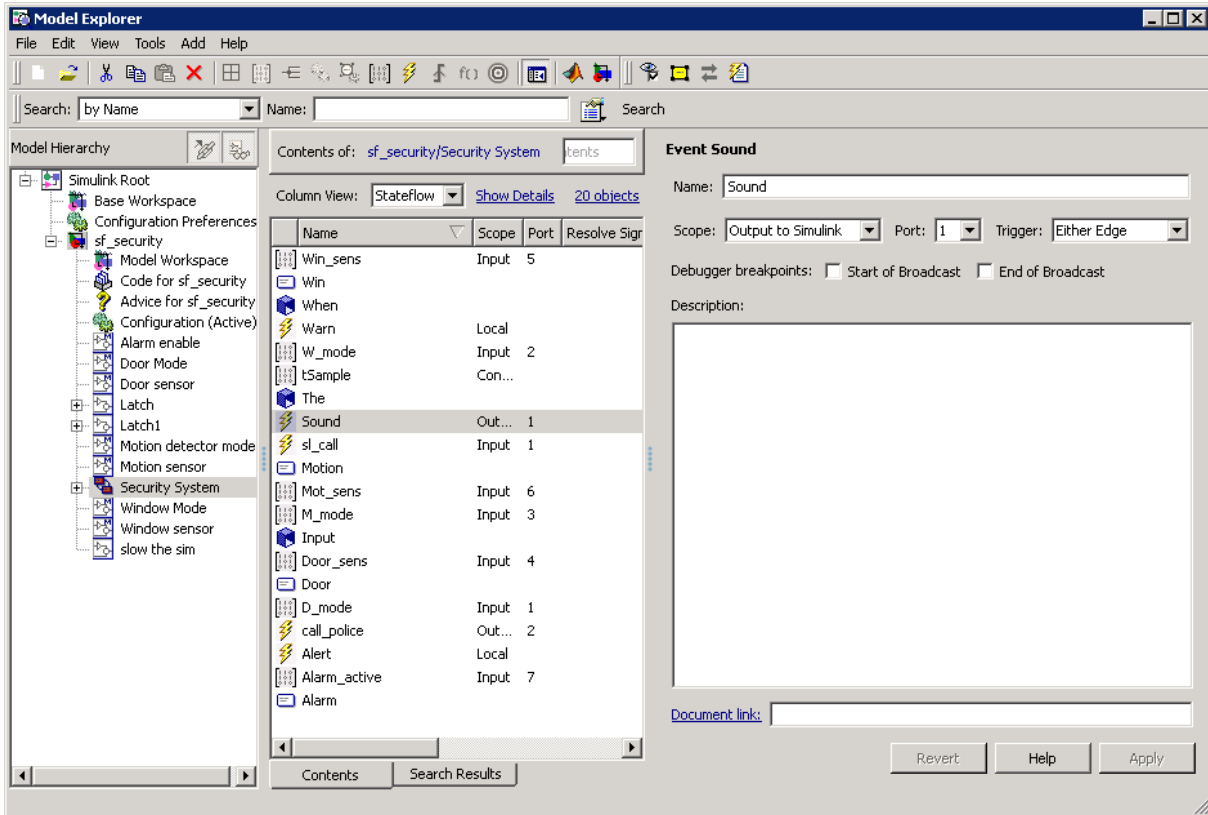 Model Explorer
File Edit View Tools Add Help
Search: by Name Name: Search
Model Hierarchy
Simulink Root
Base Workspace
Configuration Preferences
sf_security
Model Workspace
Code for sf_security
Advice for sf_security
Configuration (Active)
Alarm enable
Door Mode
Door sensor
Latch
Latch1
Motion detector mode
Motion sensor
Security System
Window Mode
Window sensor
slow the sim
Contents of: sf_security/Security System tents
Column View: Stateflow Show Details 20 objects
Name Scope Port Resolve Sigr
Win_sens Input 5
Win
When
Warn Local
W_mode Input 2
tSample Con...
The
Sound Out... 1
sl_call Input 1
Motion
Mot_sens Input 6
M_mode Input 3
Input
Door_sens Input 4
Door
D_mode Input 1
call_police Out... 2
Alert Local
Alarm_active Input 7
Alarm
Contents Search Results
Event Sound
Name: Sound
Scope: Output to Simulink Port: 1 Trigger: Either Edge
Debugger breakpoints: Start of Broadcast End of Broadcast
Description:
Document link:
Revert Help Apply